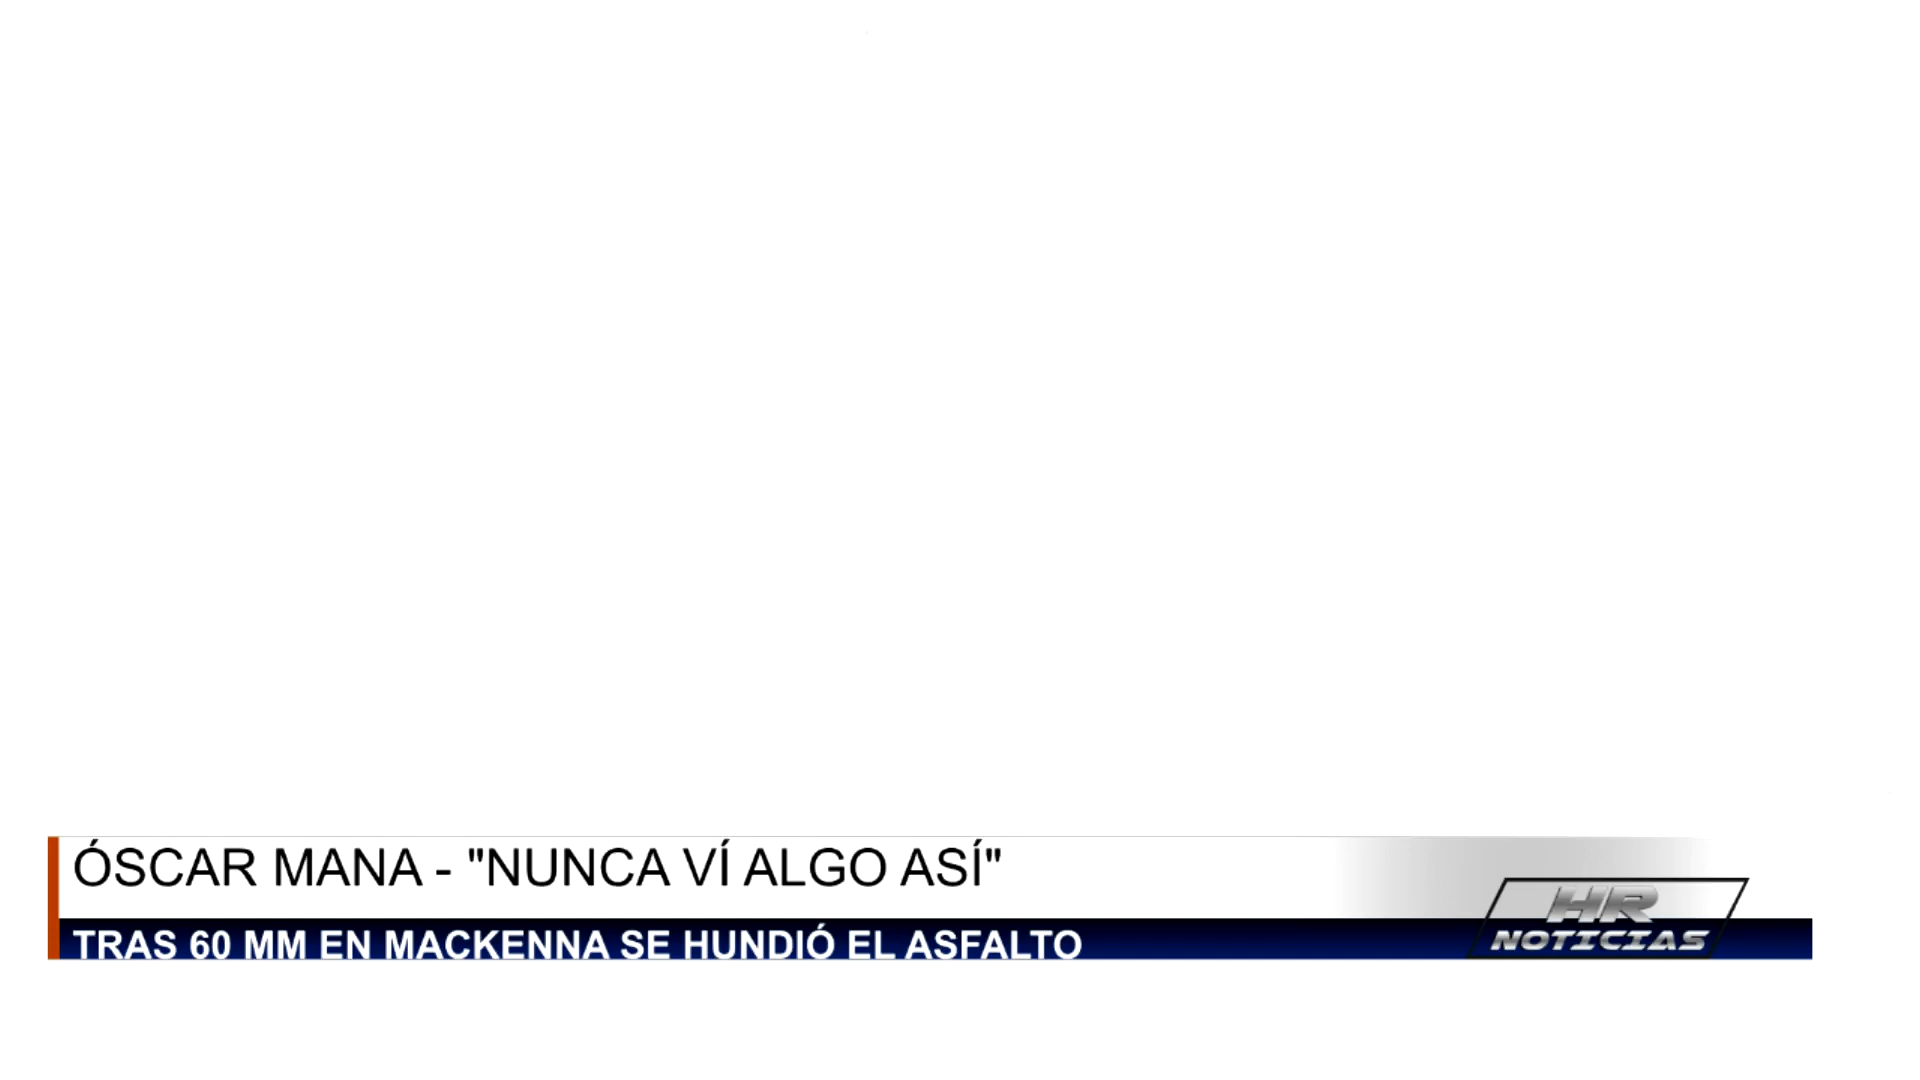 ÓSCAR MANA - "NUNCA VÍ ALGO ASÍ"
TRAS 60 MM EN MACKENNA SE HUNDIÓ EL ASFALTO
HR
NOTICIAS